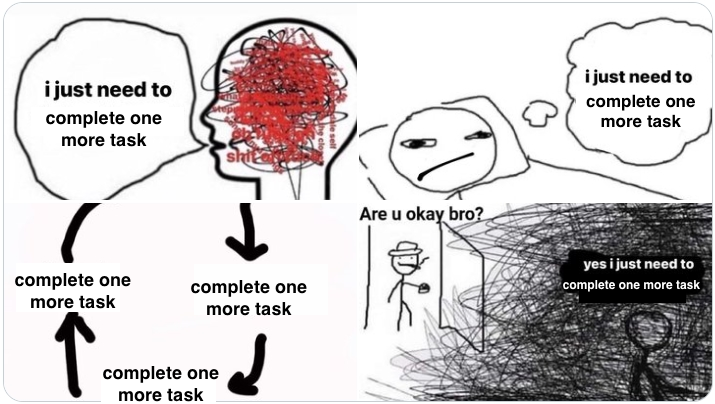 i just need to
complete one
more task
i just need to
complete one
more task
complete one
more task
complete one
more task
complete one
more task
Are u okay bro?
yes i just need to
complete one more task